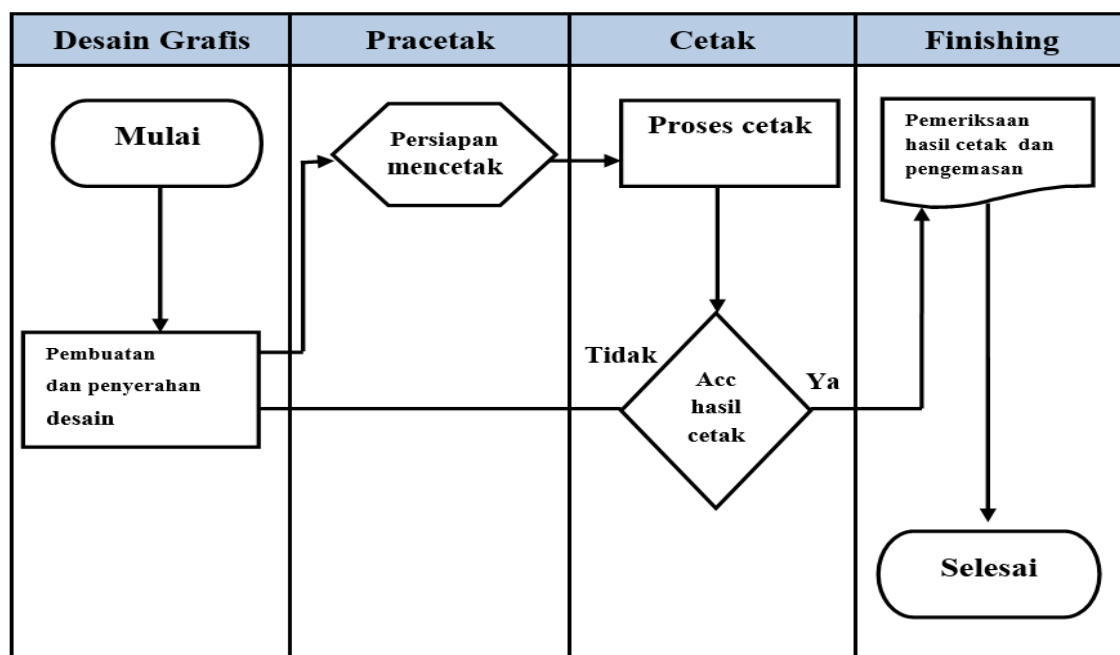 Desain Grafis
Pracetak
Cetak
Finishing
Mulai
Pembuatan
dan penyerahan
desain
Persiapan
mencetak
Proses cetak
Tidak
Acc
hasil
cetak
Ya
Pemeriksaan
hasil cetak dan
pengemasan
Selesai